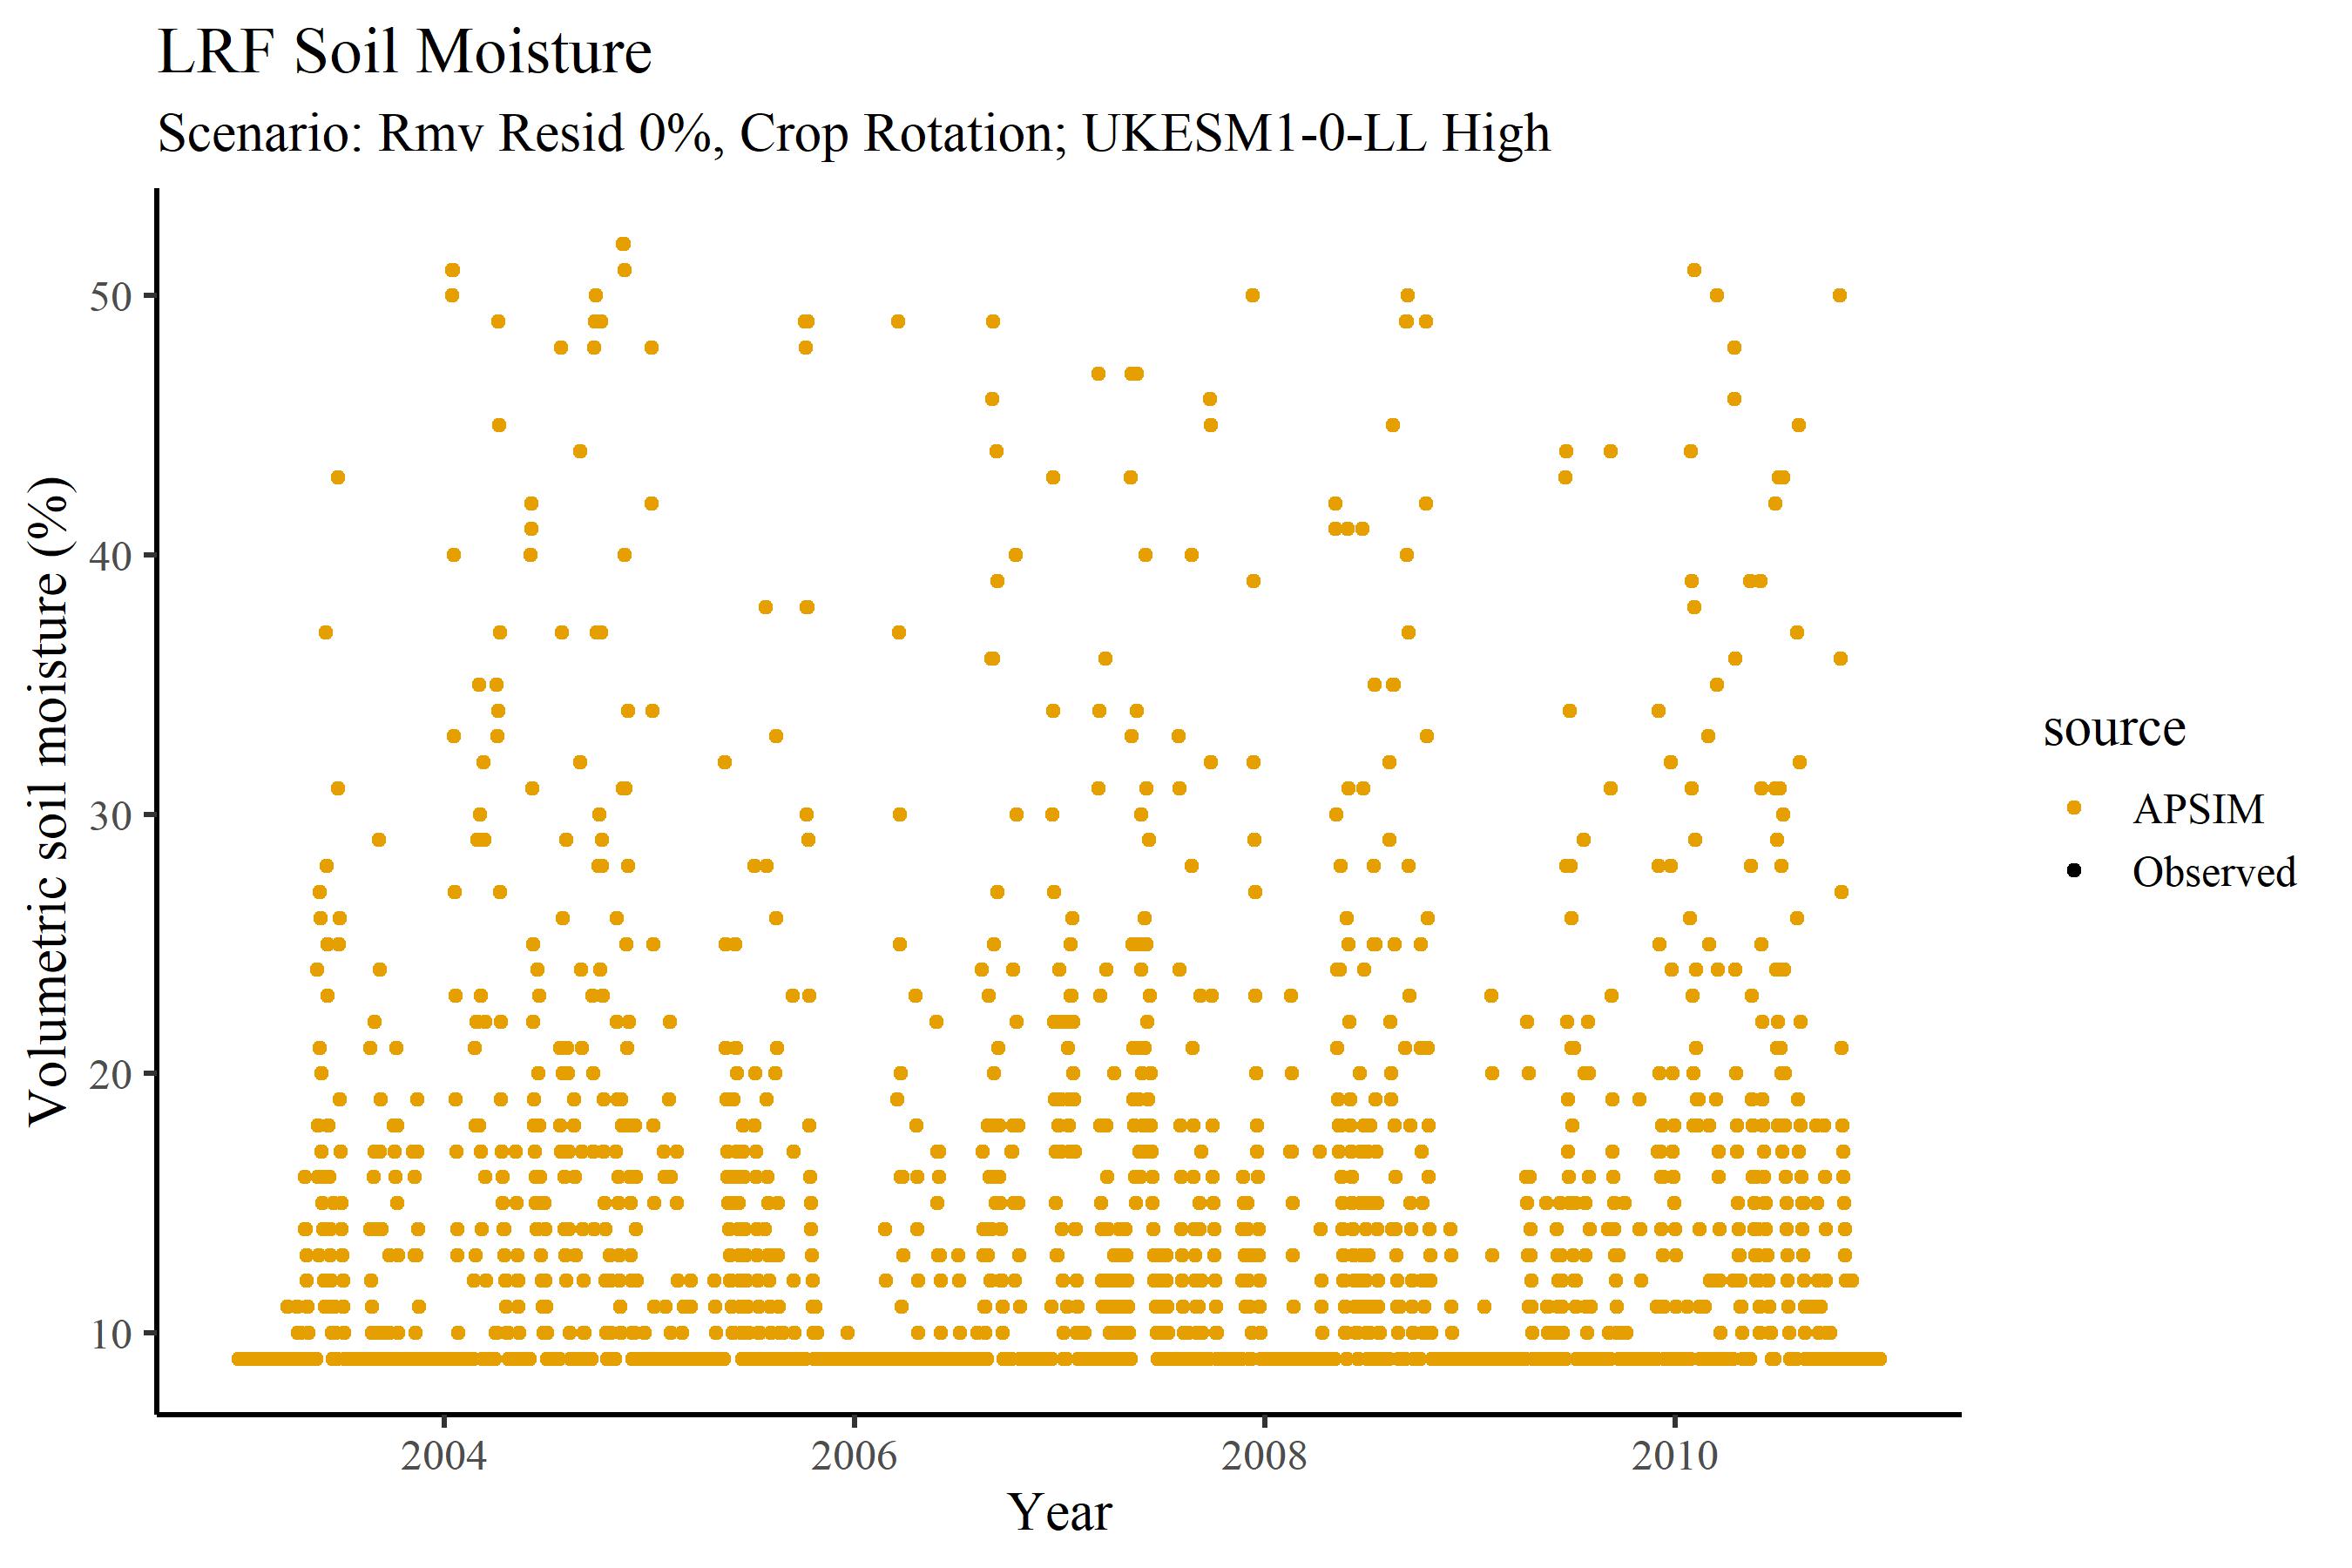 LRF Soil Moisture
Scenario: Rmv Resid 0%, Crop Rotation; UKESM1-0-LL High
Volumetric soil moisture (%)
50
40
30
20
10
2004 2006 2008 2010
Year
source
APSIM
Observed